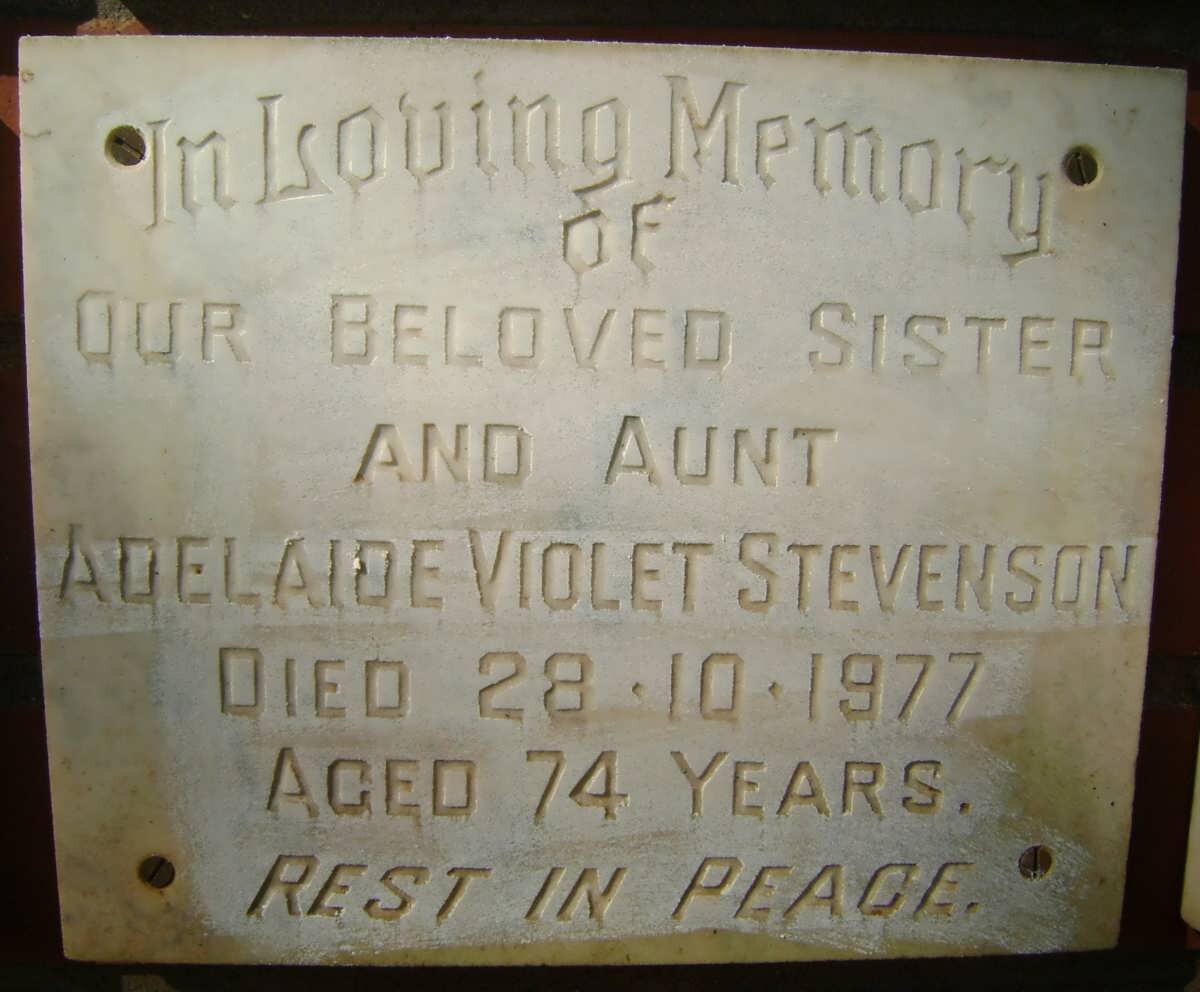 In Loving Memory
of
OUR BELOVED SISTER
AND AUNT
ADELAIDE VIOLET STEVENSON
DIED 28·10·1977
AGED 74 YEARS.
REST IN PEACE.